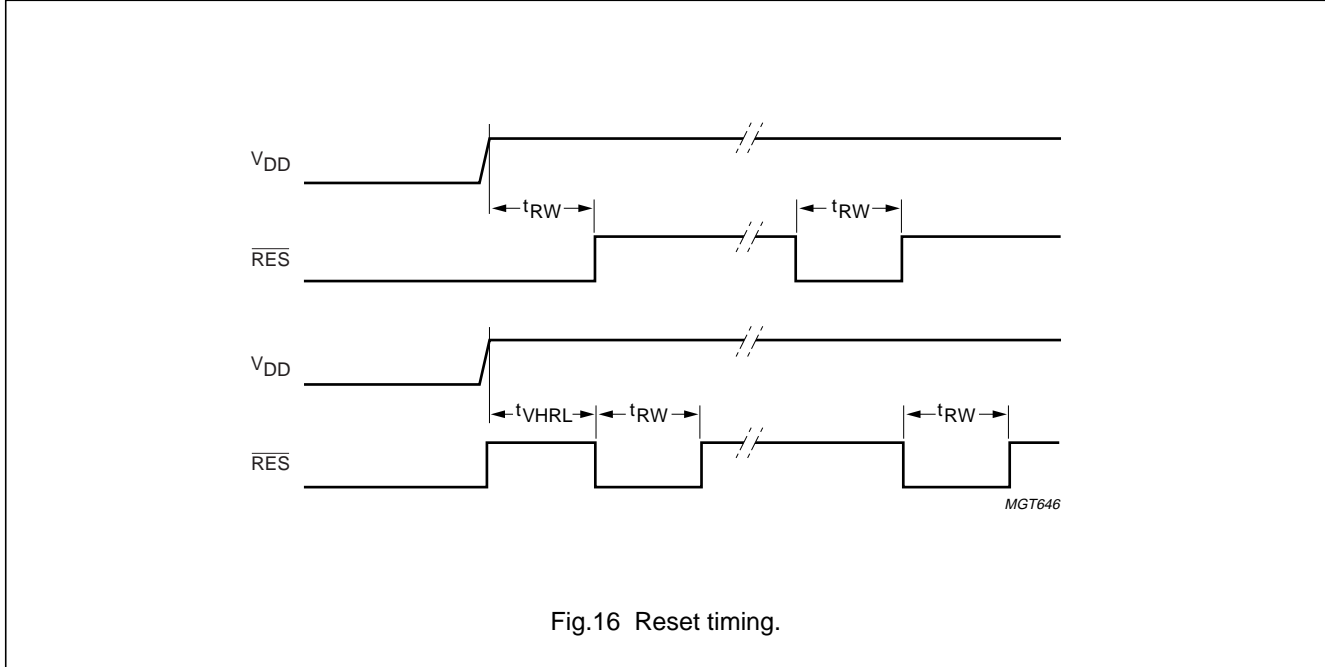 VDD
tRW tRW
RES
VDD
tVHRL tRW tRW
RES
MGT646
Fig.16 Reset timing.